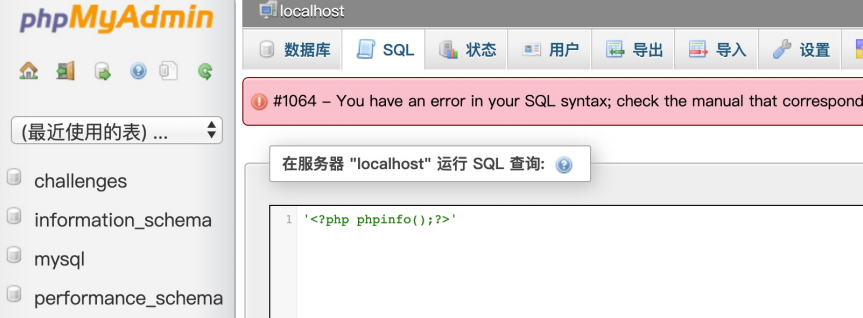 phpMyAdmin
localhost
数据库 SQL 状态 用户 导出 导入 设置
#1064 – You have an error in your SQL syntax; check the manual that correspond
(最近使用的表) ...
在服务器 "localhost" 运行 SQL 查询:
challenges
information_schema
mysql
performance_schema
1 '<?php phpinfo();?>'